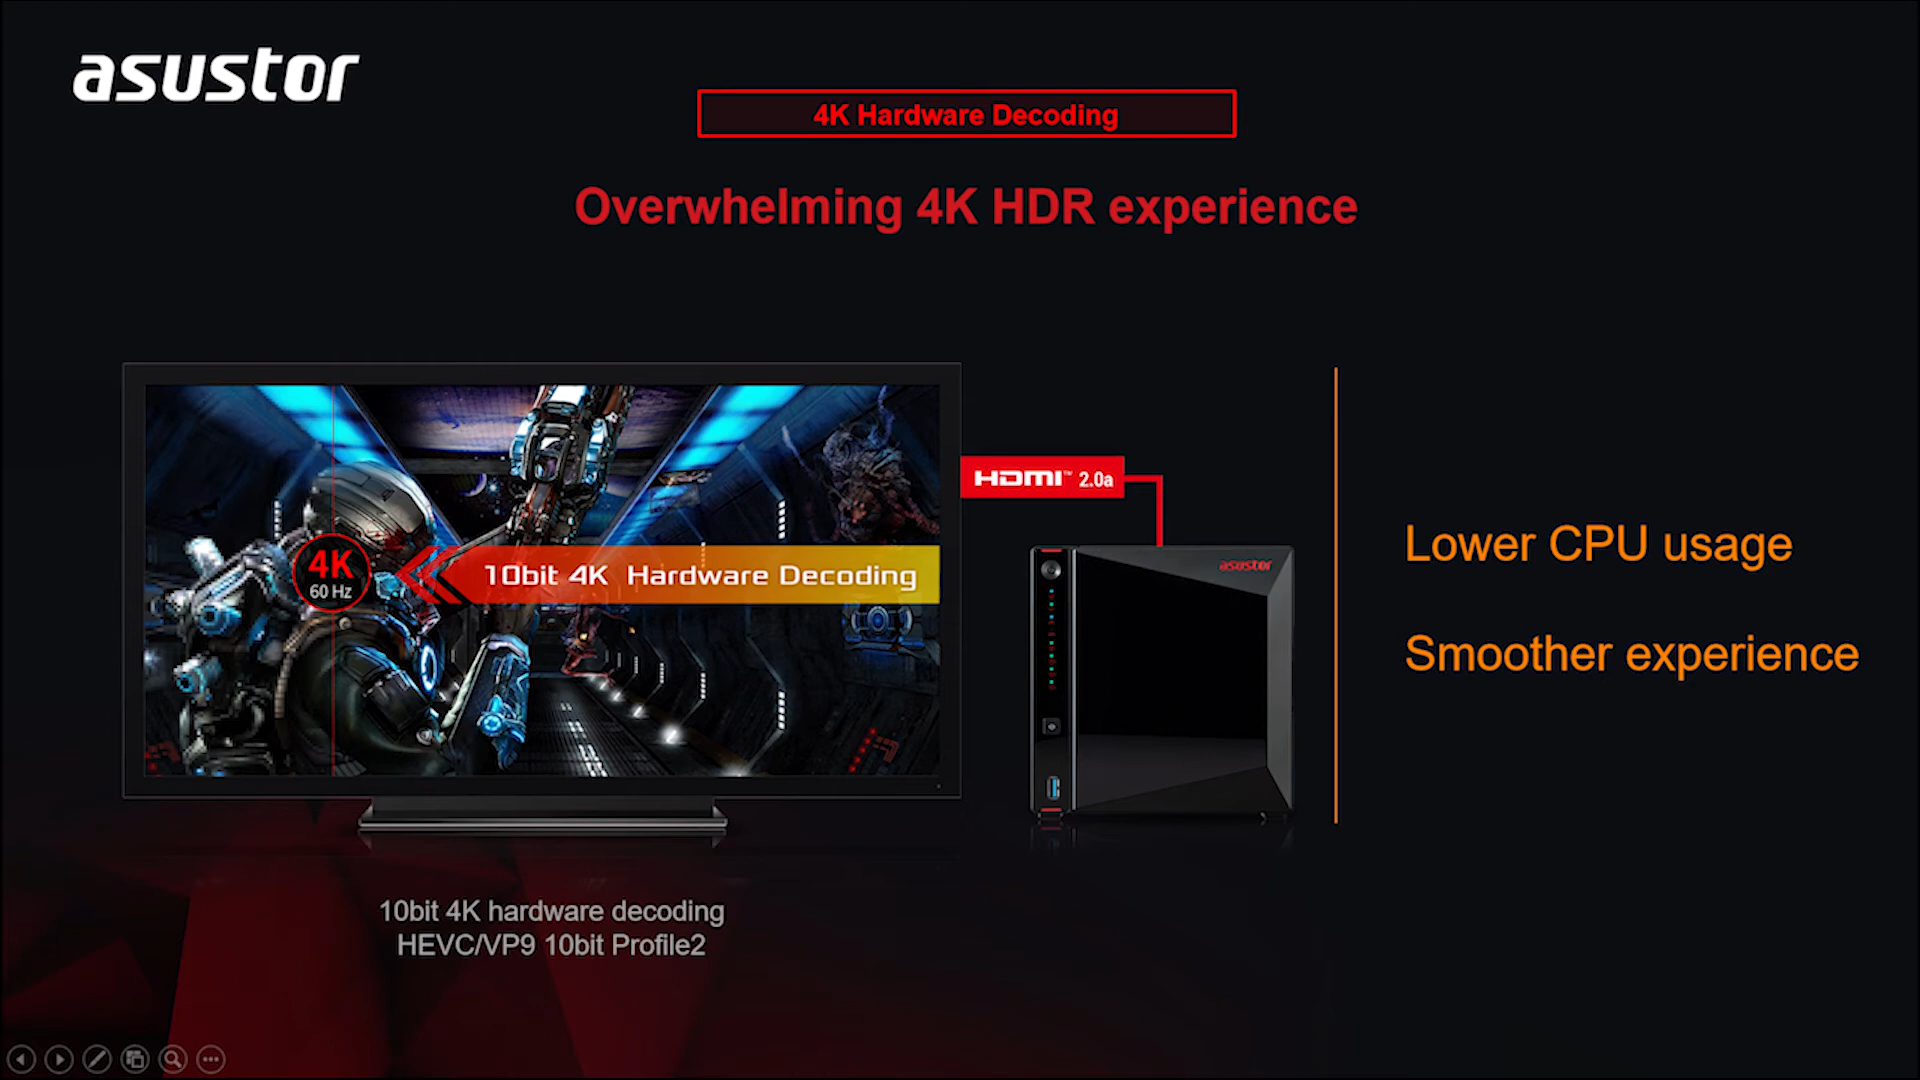 asustor
4K Hardware Decoding
Overwhelming 4K HDR experience
HDMI™ 2.0a
4K
60 Hz
10bit 4K Hardware Decoding
asustor
Lower CPU usage
Smoother experience
10bit 4K hardware decoding
HEVC/VP9 10bit Profile2